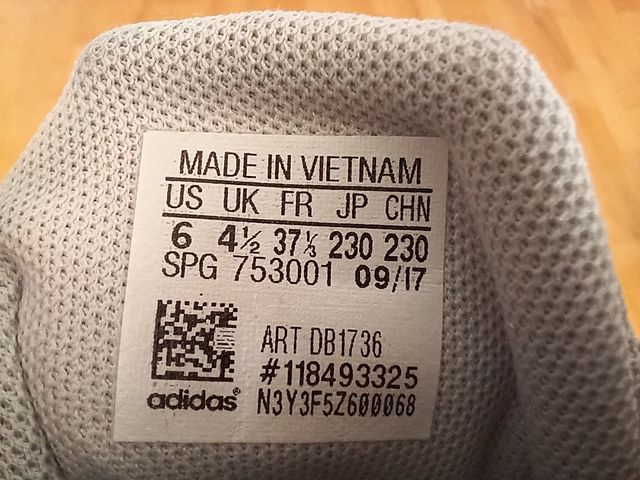 MADE IN VIETNAM
US UK FR JP CHN
6 4½ 37⅓ 230 230
SPG 753001 09/17
ART DB1736
#118493325
adidas N3Y3F5Z600068